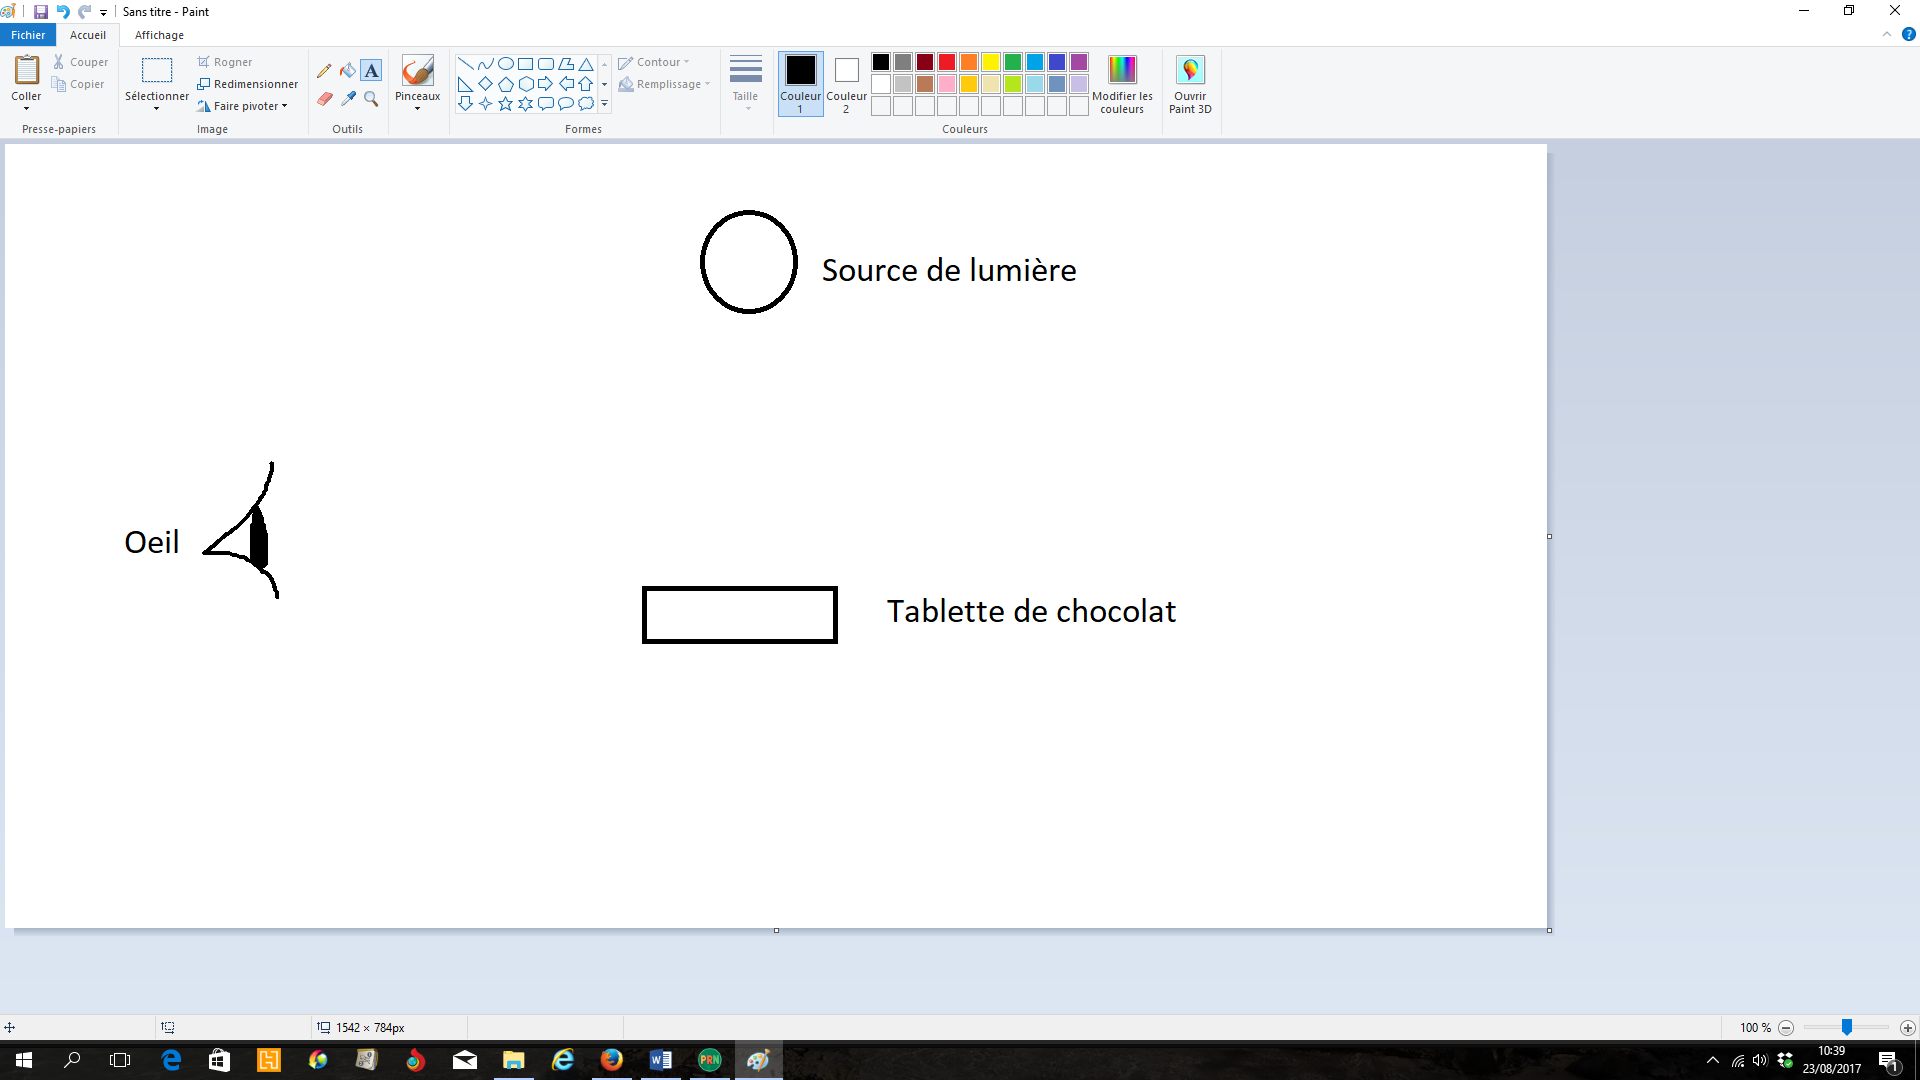 Sans titre - Paint
Fichier
Accueil
Affichage
Coller
Couper
Copier
Presse-papiers
Sélectionner
Rogner
Redimensionner
Faire pivoter
Image
A
Outils
Pinceaux
Contour
Remplissage
Formes
Taille
Couleur
1
Couleur
2
Couleurs
Modifier les
couleurs
Ouvrir
Paint 3D
Source de lumière
Oeil
Tablette de chocolat
1542 × 784px
100 %
PRN
10:39
23/08/2017
1